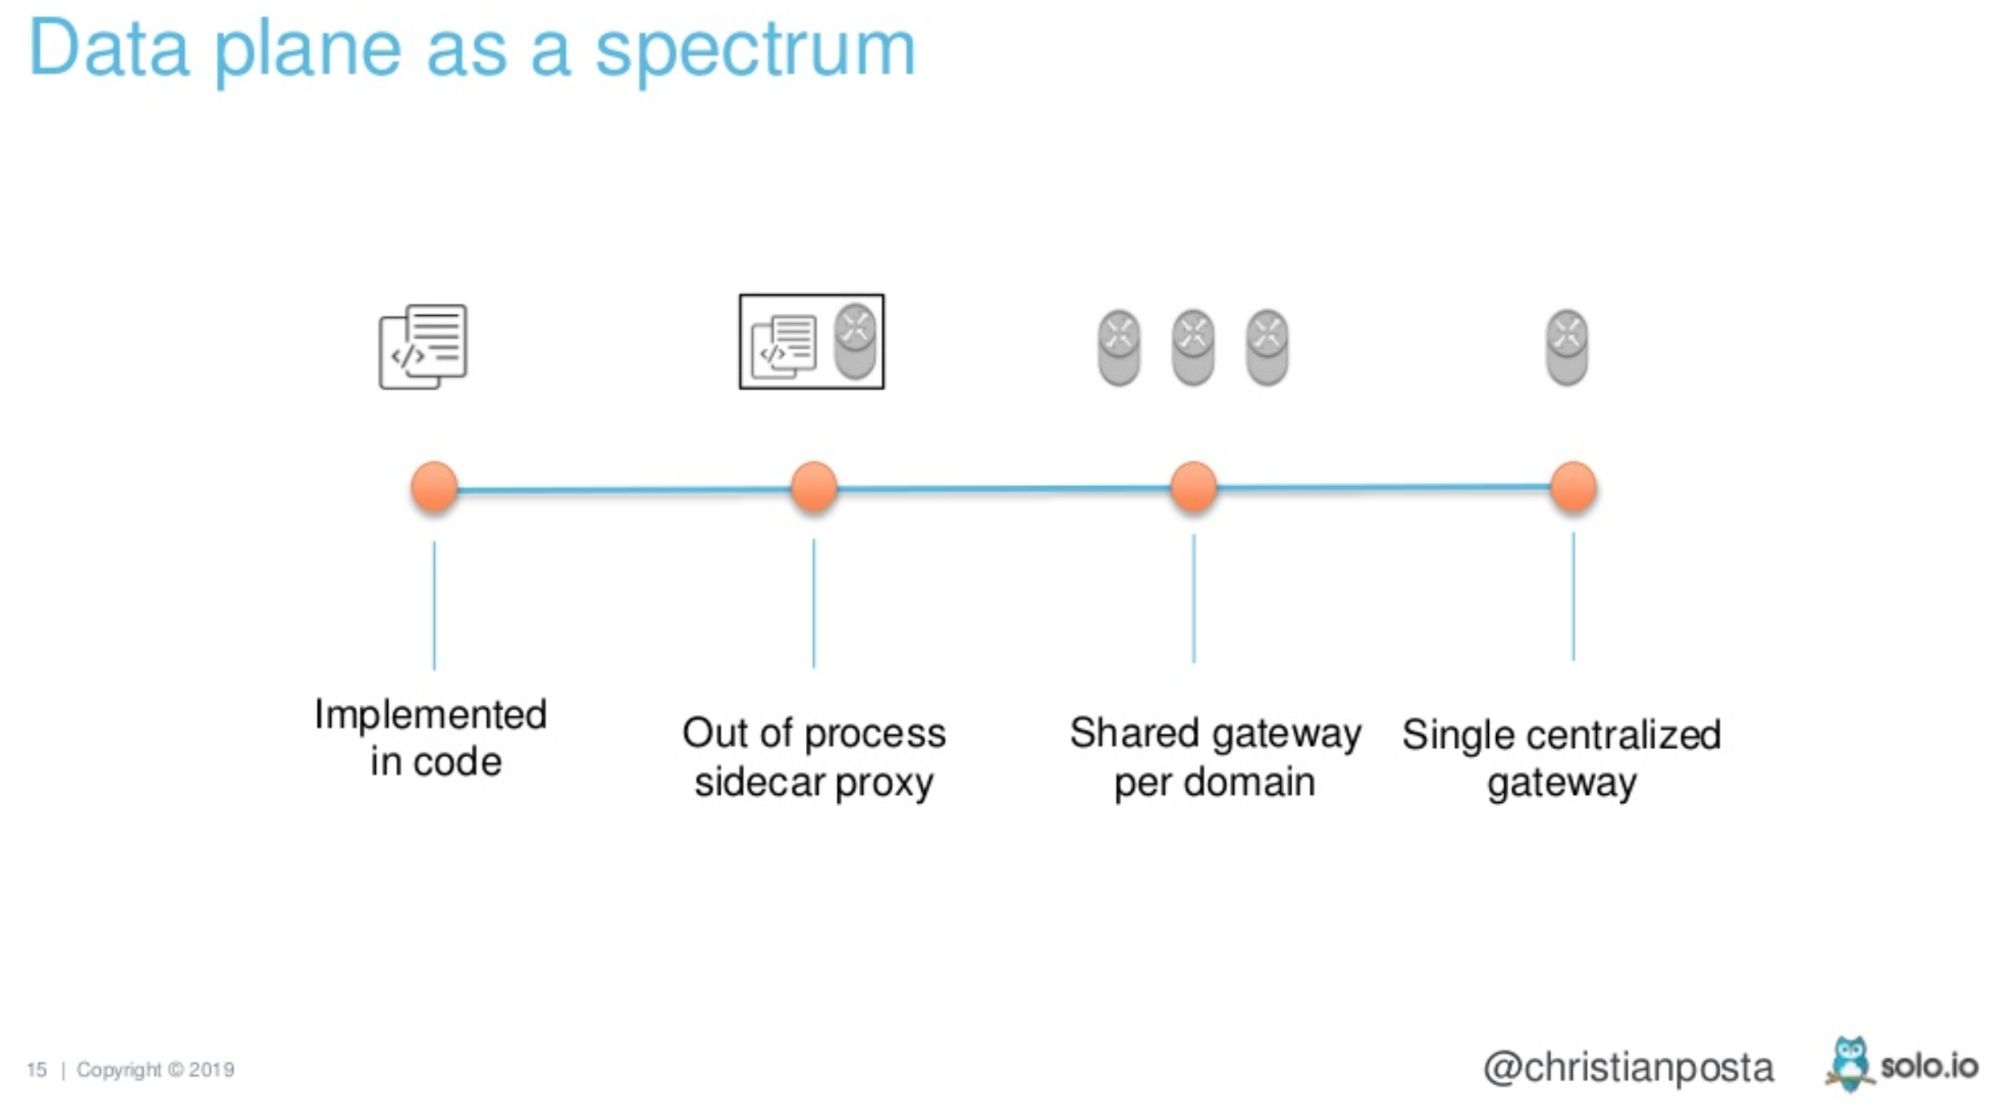 Data plane as a spectrum
</>
</>
Implemented
in code
Out of process
sidecar proxy
Shared gateway
per domain
Single centralized
gateway
15 | Copyright © 2019
@christianposta
solo.io